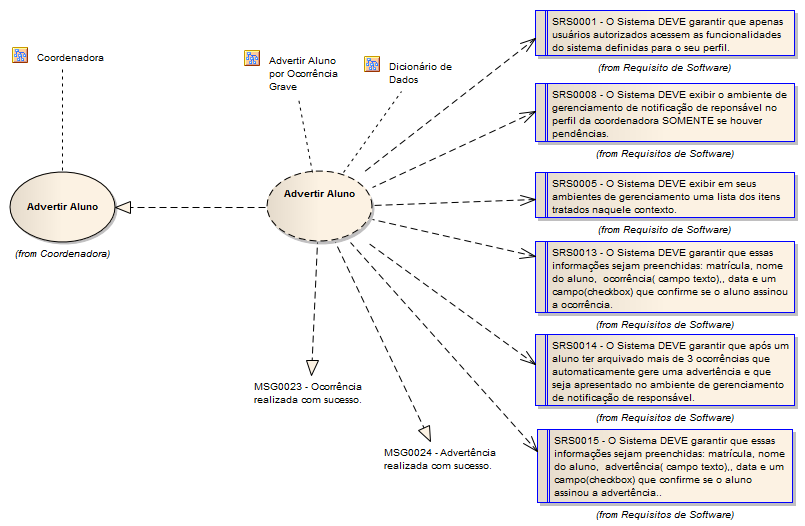 Coordenadora
Advertir Aluno
por Ocorrência
Grave
Dicionário de
Dados
Advertir Aluno
(from Coordenadora)
Advertir Aluno
MSG0023 - Ocorrência
realizada com sucesso.
MSG0024 - Advertência
realizada com sucesso.
SRS0001 - O Sistema DEVE garantir que apenas
usuários autorizados acessem as funcionalidades
do sistema definidas para o seu perfil.
(from Requisito de Software)
SRS0008 - O Sistema DEVE exibir o ambiente de
gerenciamento de notificação de reponsável no
perfil da coordenadora SOMENTE se houver
pendências.
(from Requisitos de Software)
SRS0005 - O Sistema DEVE exibir em seus
ambientes de gerenciamento uma lista dos itens
tratados naquele contexto.
(from Requisito de Software)
SRS0013 - O Sistema DEVE garantir que essas
informações sejam preenchidas: matrícula, nome
do aluno,  ocorrência( campo texto),, data e um
campo(checkbox) que confirme se o aluno assinou
a ocorrência.
(from Requisitos de Software)
SRS0014 - O Sistema DEVE garantir que após um
aluno ter arquivado mais de 3 ocorrências que
automaticamente gere uma advertência e que
seja apresentado no ambiente de gerenciamento
de notificação de responsável.
(from Requisitos de Software)
SRS0015 - O Sistema DEVE garantir que essas
informações sejam preenchidas: matrícula, nome
do aluno,  advertência( campo texto),, data e um
campo(checkbox) que confirme se o aluno
assinou a advertência..
(from Requisitos de Software)